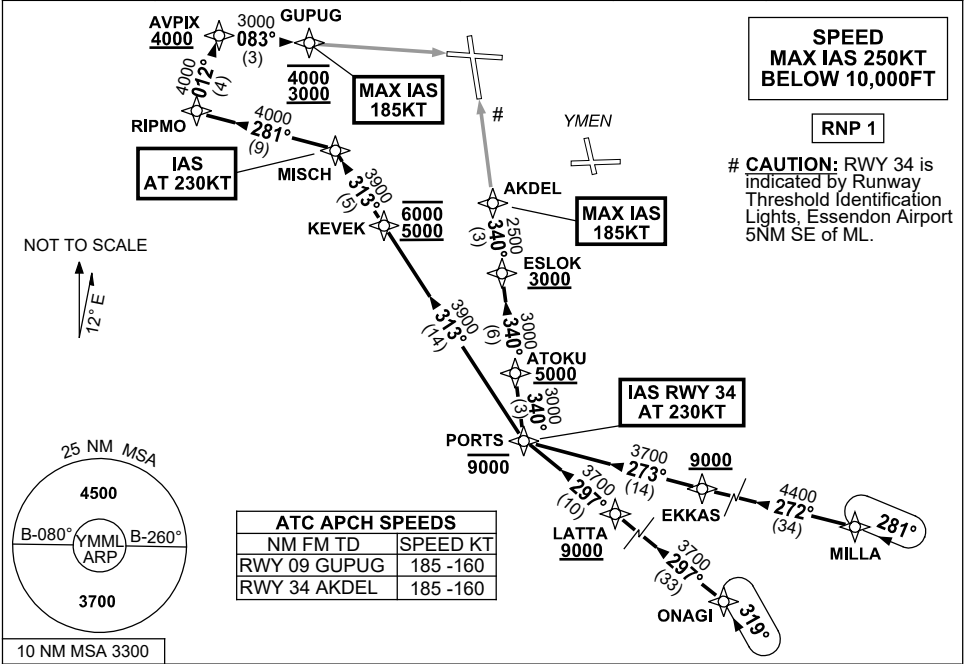 AVPIX
4000
3000
083°
(3)
GUPUG
4000
3000
MAX IAS
185KT
SPEED
MAX IAS 250KT
BELOW 10,000FT
RNP 1
# CAUTION: RWY 34 is
indicated by Runway
Threshold Identification
Lights, Essendon Airport
5NM SE of ML.
4000
012°
(4)
RIPMO
4000
281°
(9)
IAS
AT 230KT
MISCH
#
YMEN
3900
313°
(5)
KEVEK
6000
5000
AKDEL
MAX IAS
185KT
2500
340°
(3)
ESLOK
3000
NOT TO SCALE
12° E
3900
313°
(14)
3000
340°
(6)
ATOKU
5000
3000
340°
(3)
IAS RWY 34
AT 230KT
PORTS
9000
3700
273°
(14)
9000
EKKAS
4400
272°
(34)
281°
MILLA
3700
297°
(10)
LATTA
9000
3700
297°
(33)
ONAGI
319°
25 NM MSA
4500
B-080°
YMML
ARP
B-260°
3700
10 NM MSA 3300
ATC APCH SPEEDS
NM FM TD SPEED KT
RWY 09 GUPUG 185 -160
RWY 34 AKDEL 185 -160